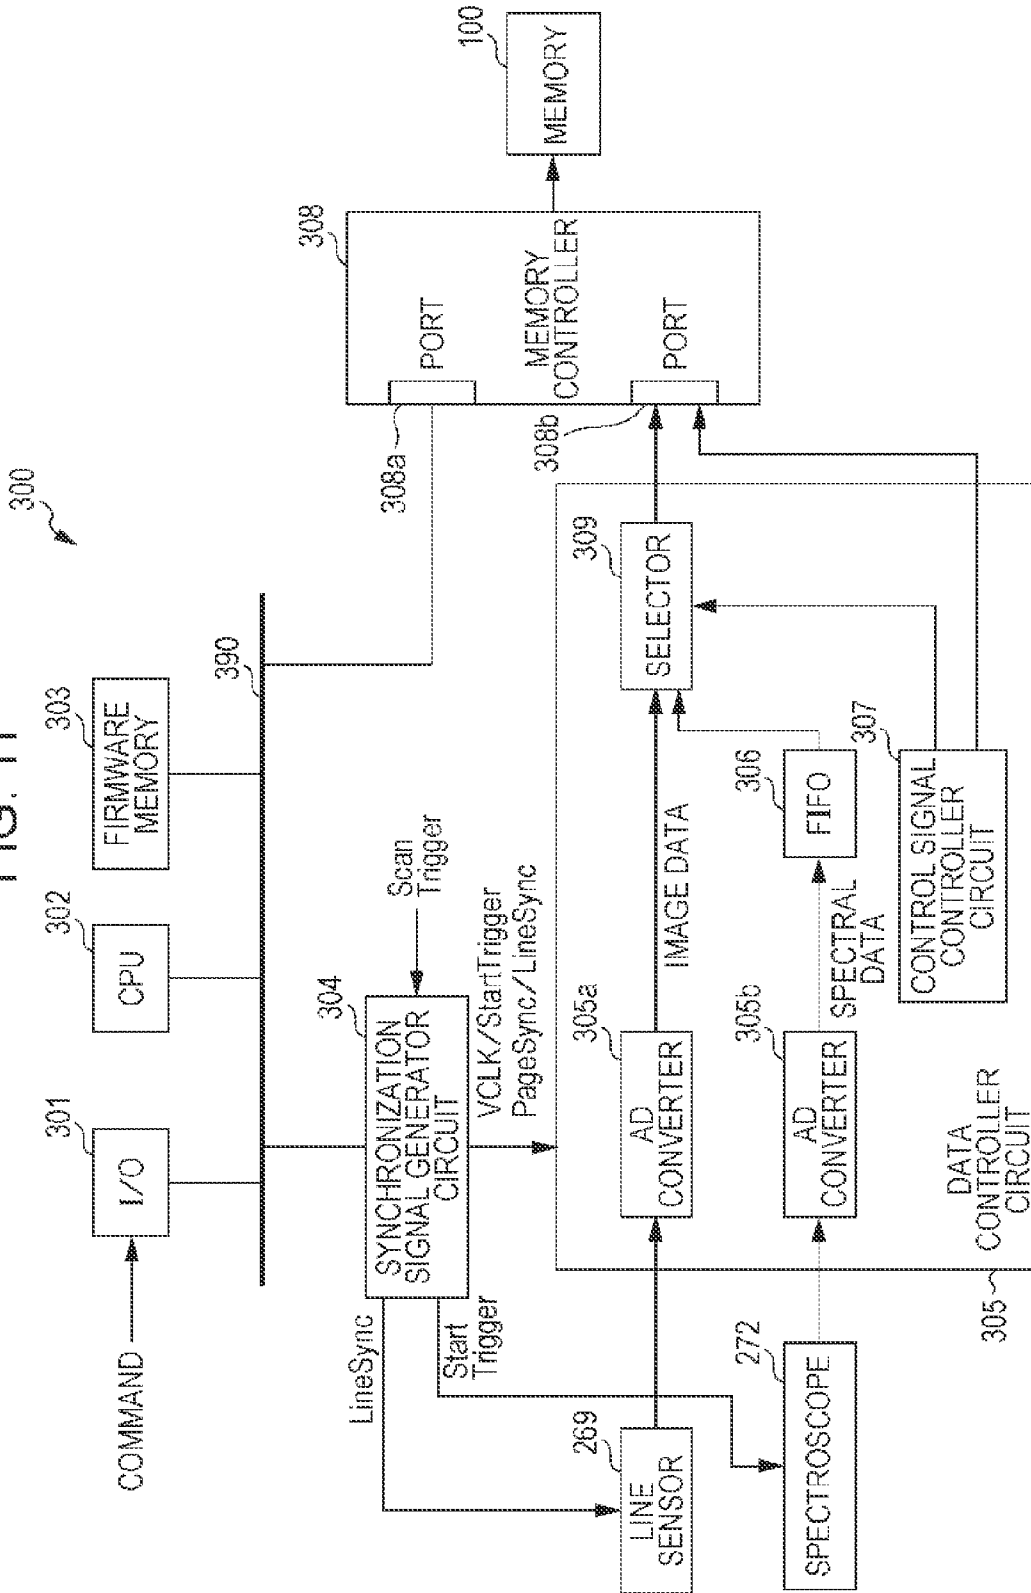 FIG. 11
300
COMMAND
301
I/O
302
CPU
303
FIRMWARE
MEMORY
390
304
SYNCHRONIZATION
SIGNAL GENERATOR
CIRCUIT
Scan
Trigger
LineSync
Start
Trigger
VCLK/StartTrigger
PageSync/LineSync
308
308a
PORT
MEMORY
CONTROLLER
308b
PORT
100
MEMORY
269
LINE
SENSOR
305a
AD
CONVERTER
IMAGE DATA
309
SELECTOR
272
SPECTROSCOPE
305b
AD
CONVERTER
SPECTRAL
DATA
306
FIFO
307
CONTROL SIGNAL
CONTROLLER
CIRCUIT
DATA
CONTROLLER
CIRCUIT
305